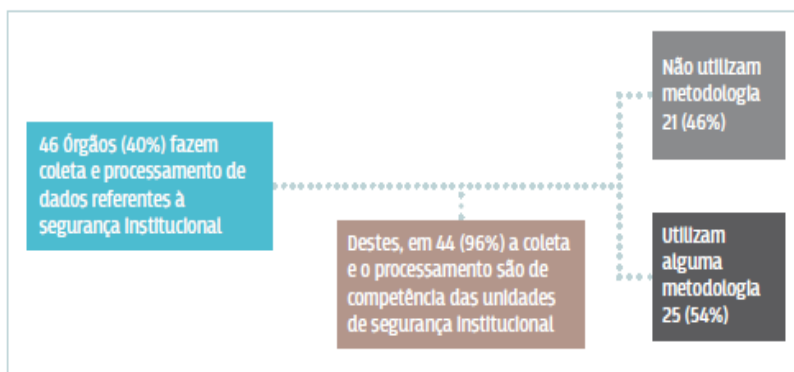 46 Órgãos (40%) fazem
coleta e processamento de
dados referentes à
segurança Institucional
Destes, em 44 (96%) a coleta
e o processamento são de
competência das unidades
de segurança Institucional
Não utilizam
metodologia
21 (46%)
Utilizam
alguma
metodologia
25 (54%)